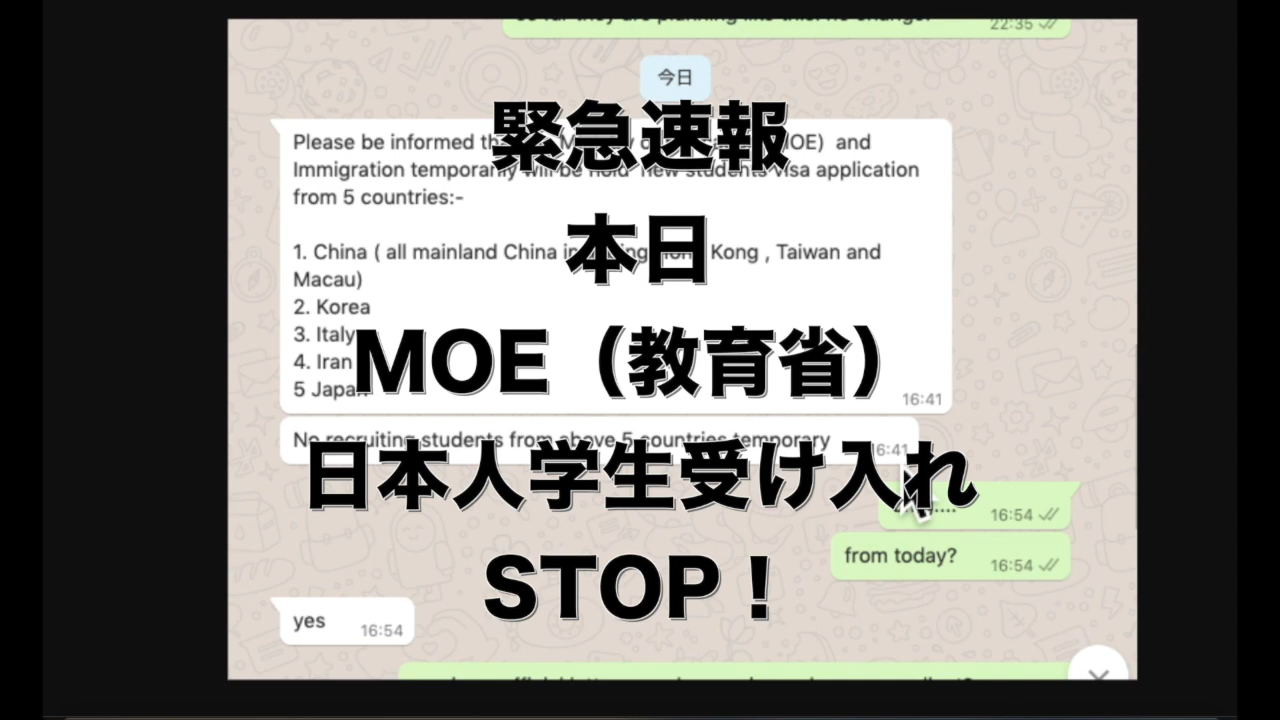 22:35
今日
緊急速報
Please be informed and
Immigration temporarily will be hold new students visa application
from 5 countries:-
本日
1. China ( all mainland China Kong , Taiwan and
Macau)
2. Korea
3. Italy
4. Iran
5 Japan
16:41
MOE（教育省）
No recruiting students from above 5 countries temporary
16:41
日本人学生受け入れ
16:54
from today?
16:54
STOP！
yes
16:54